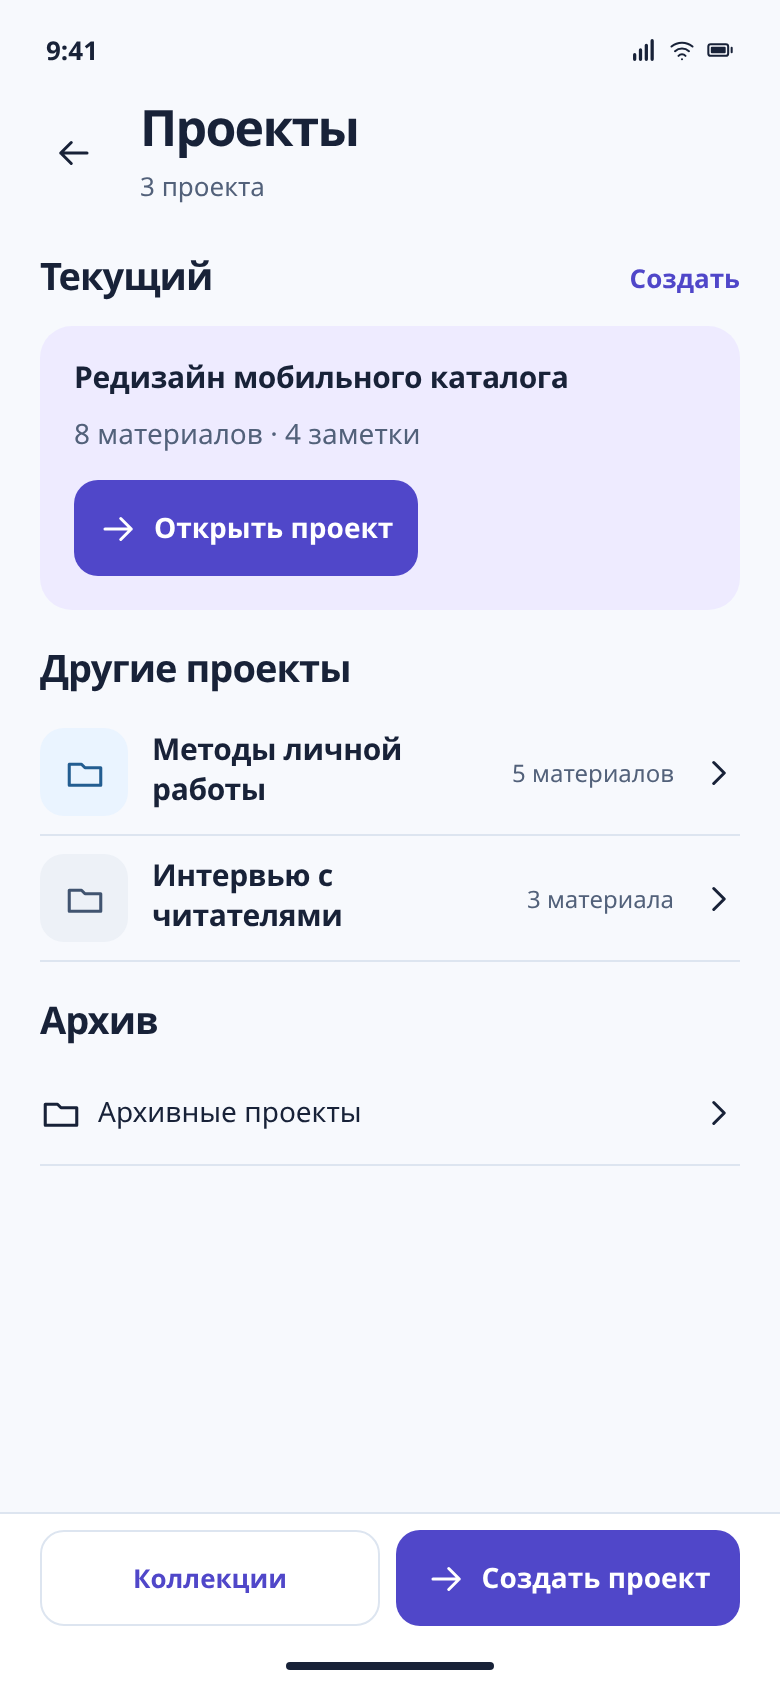 9:41
Проекты
3 проекта
Текущий
Создать
Редизайн мобильного каталога
8 материалов · 4 заметки
Открыть проект
Другие проекты
Методы личной
работы
5 материалов
Интервью с
читателями
3 материала
Архив
Архивные проекты
Коллекции
Создать проект